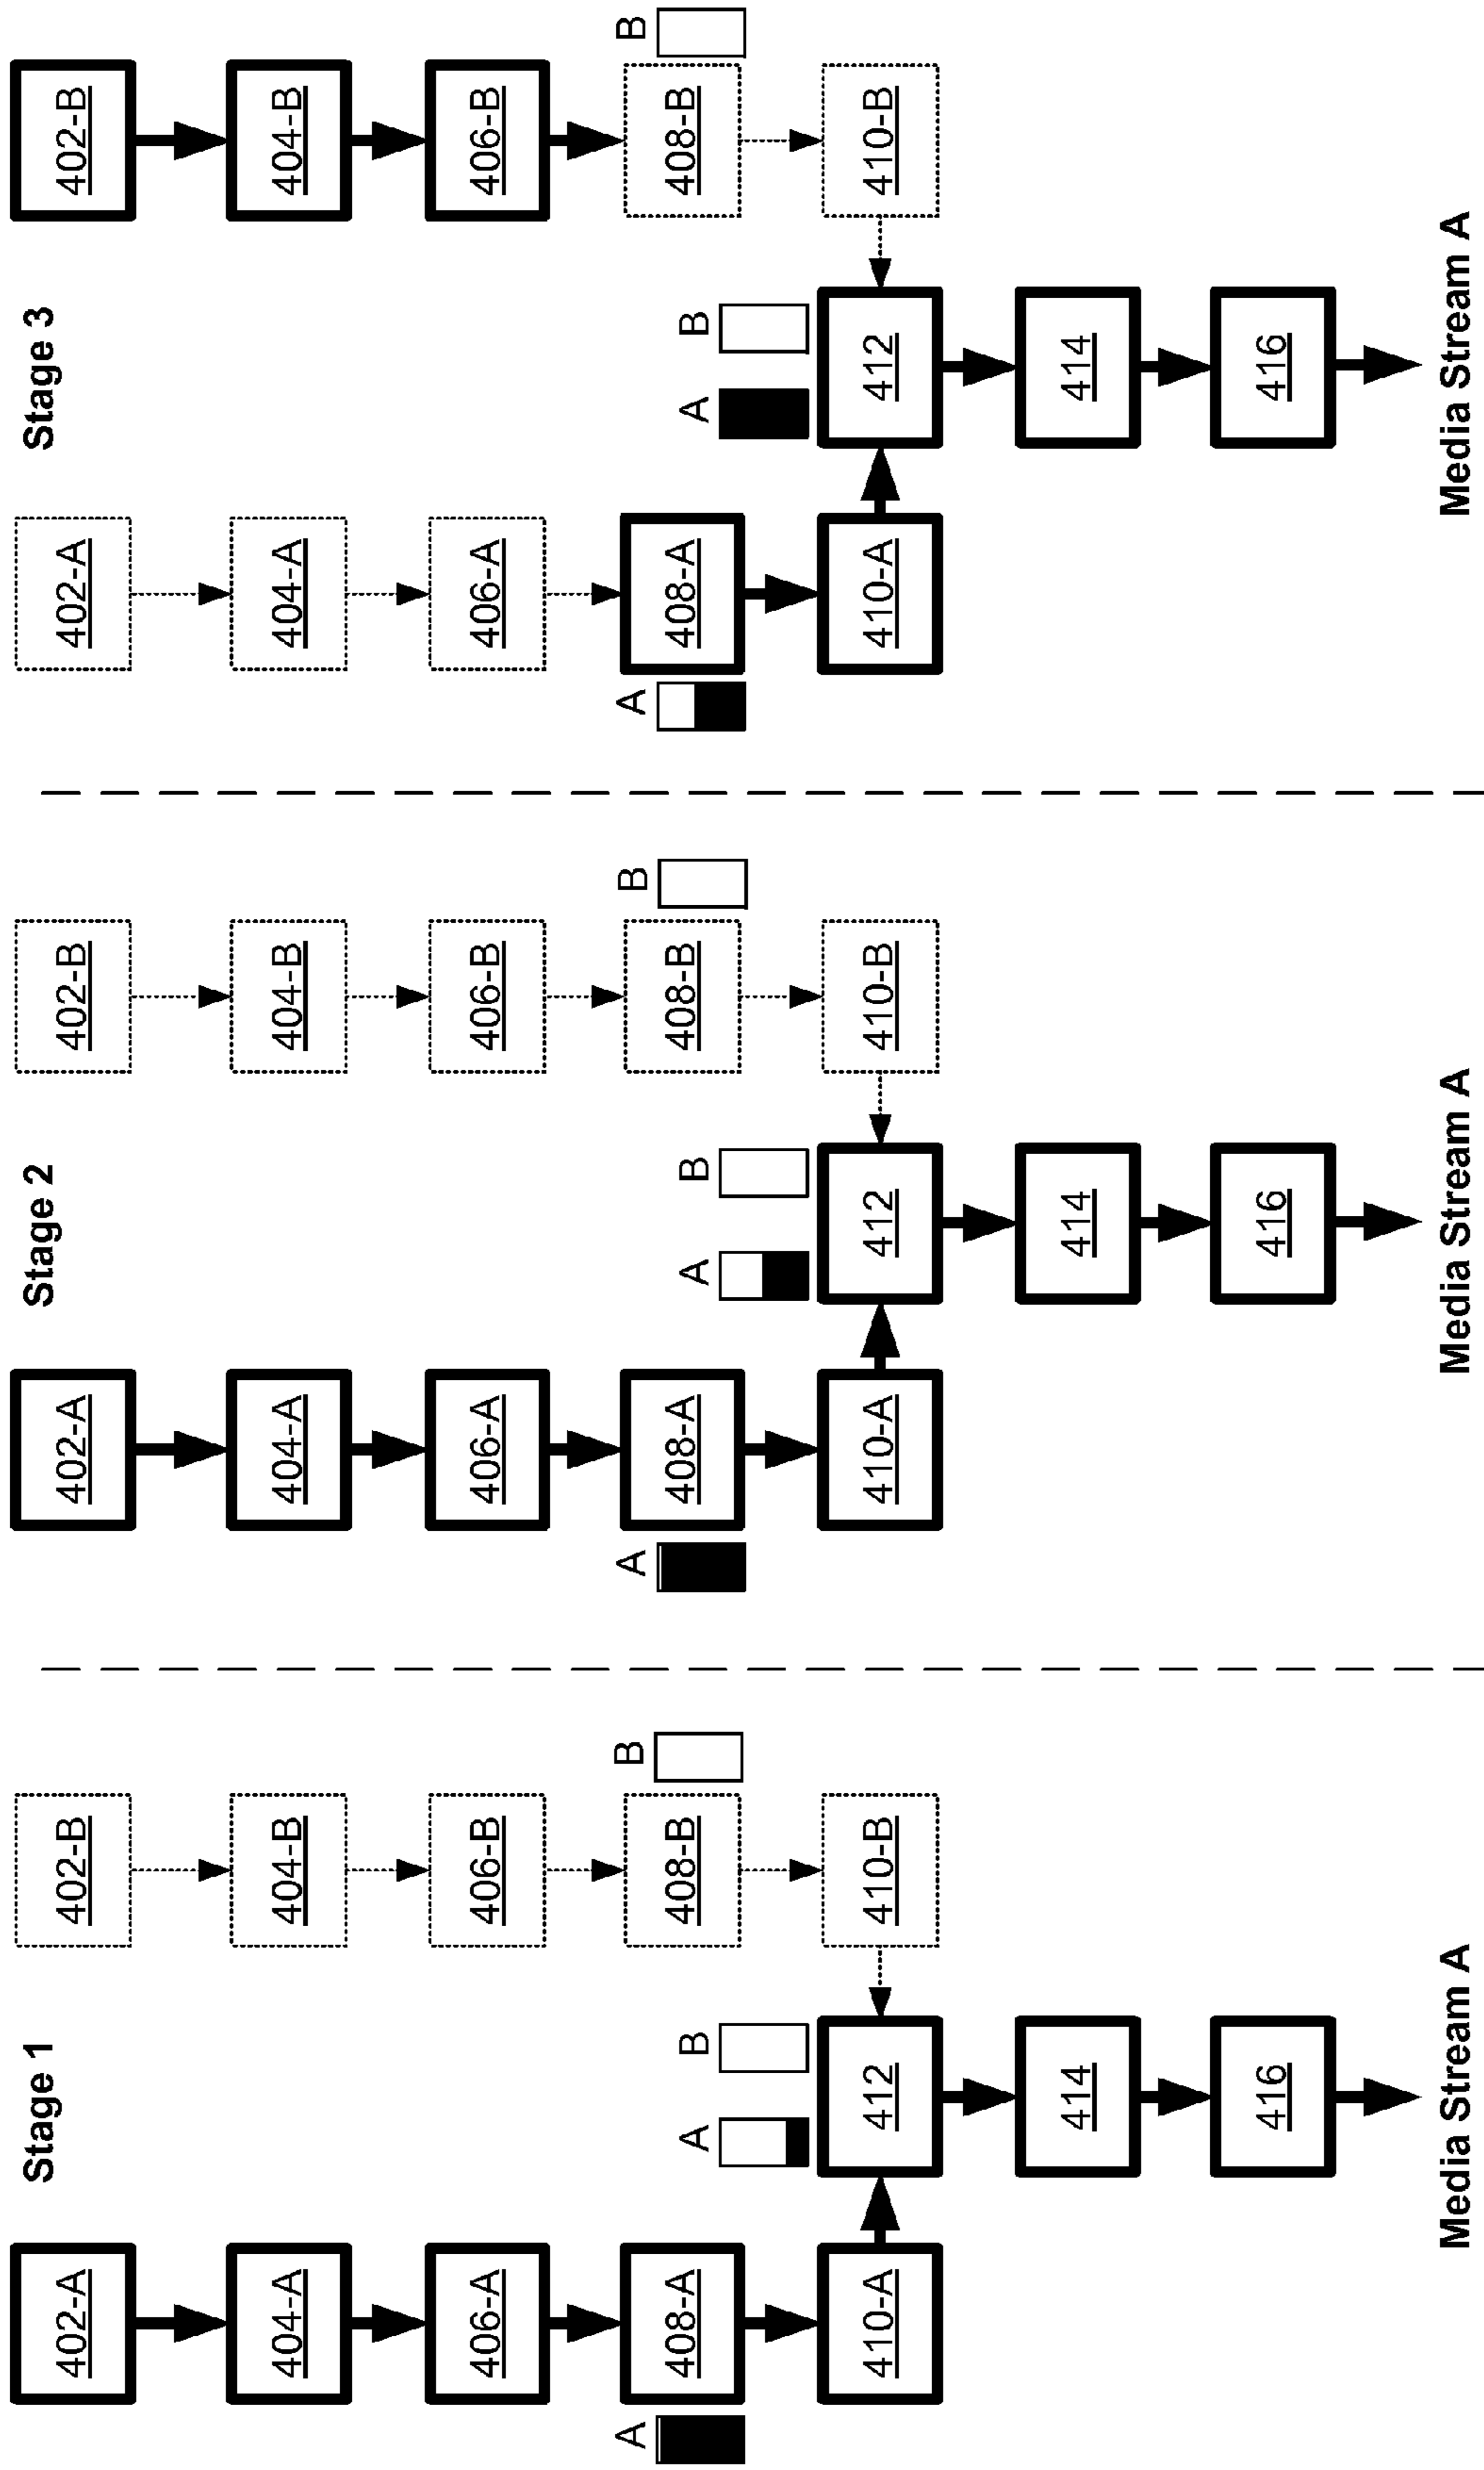 Stage 1
402-A
402-B
404-A
404-B
406-A
406-B
A
408-A
A
B
408-B
B
410-A
412
410-B
414
416
Media Stream A
Stage 2
402-A
402-B
404-A
404-B
406-A
406-B
A
408-A
A
B
408-B
B
410-A
412
410-B
414
416
Media Stream A
Stage 3
402-A
402-B
404-A
404-B
406-A
406-B
A
408-A
A
B
408-B
B
410-A
412
410-B
414
416
Media Stream A